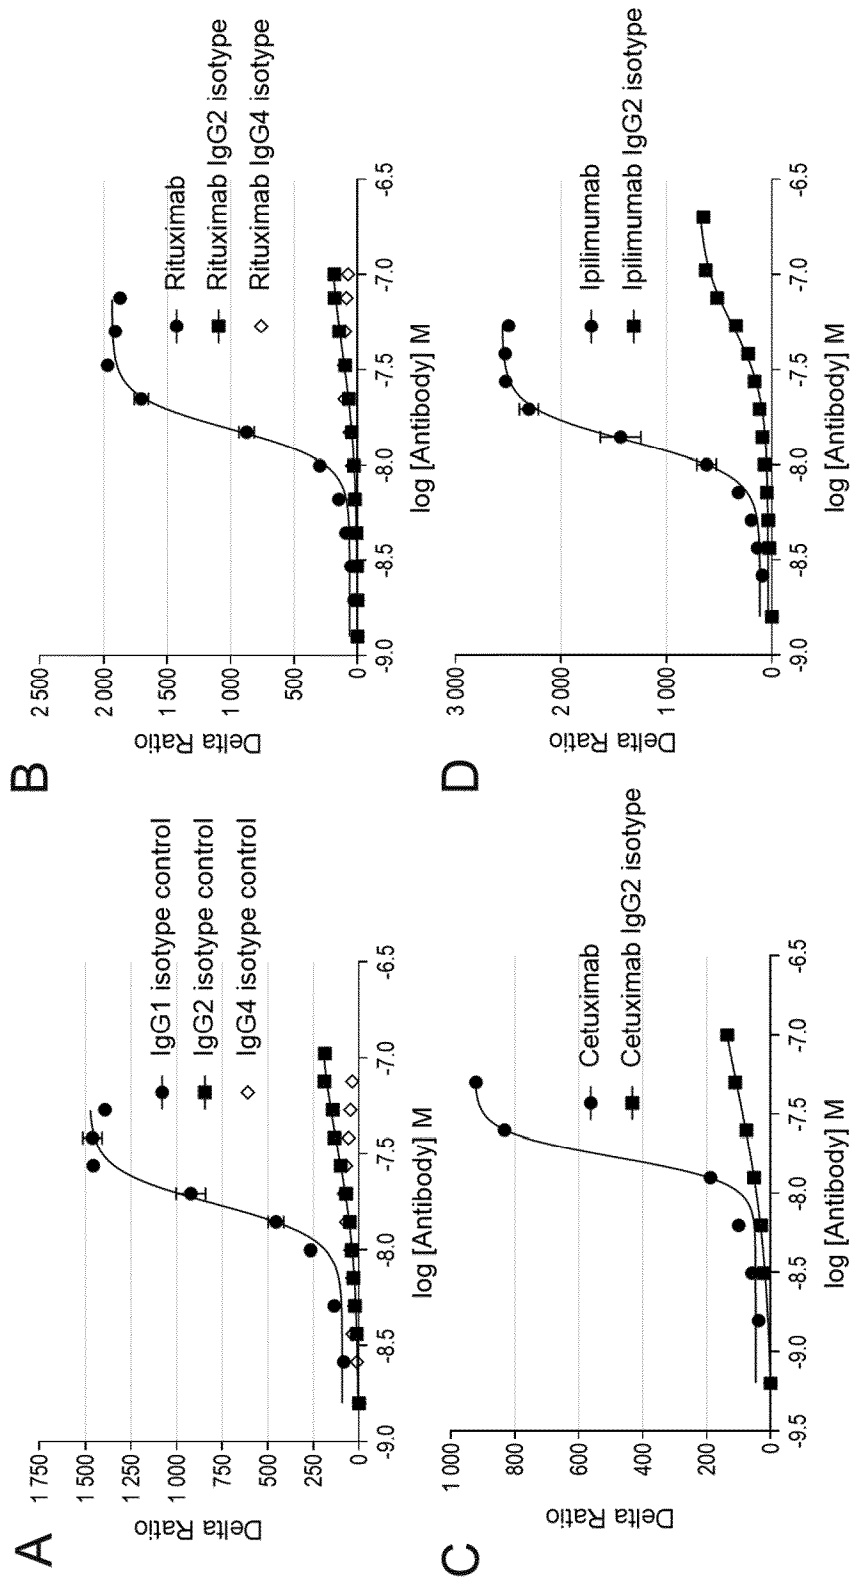 A
1 750
1 500
1 250
1 000
750
500
250
0
Delta Ratio
-9.0
-8.5
-8.0
-7.5
-7.0
-6.5
log [Antibody] M
IgG1 isotype control
IgG2 isotype control
IgG4 isotype control
B
2 500
2 000
1 500
1 000
500
0
Delta Ratio
-9.0
-8.5
-8.0
-7.5
-7.0
-6.5
log [Antibody] M
Rituximab
Rituximab IgG2 isotype
Rituximab IgG4 isotype
C
1 000
800
600
400
200
0
Delta Ratio
-9.5
-9.0
-8.5
-8.0
-7.5
-7.0
-6.5
log [Antibody] M
Cetuximab
Cetuximab IgG2 isotype
D
3 000
2 000
1 000
0
Delta Ratio
-9.0
-8.5
-8.0
-7.5
-7.0
-6.5
log [Antibody] M
Ipilimumab
Ipilimumab IgG2 isotype